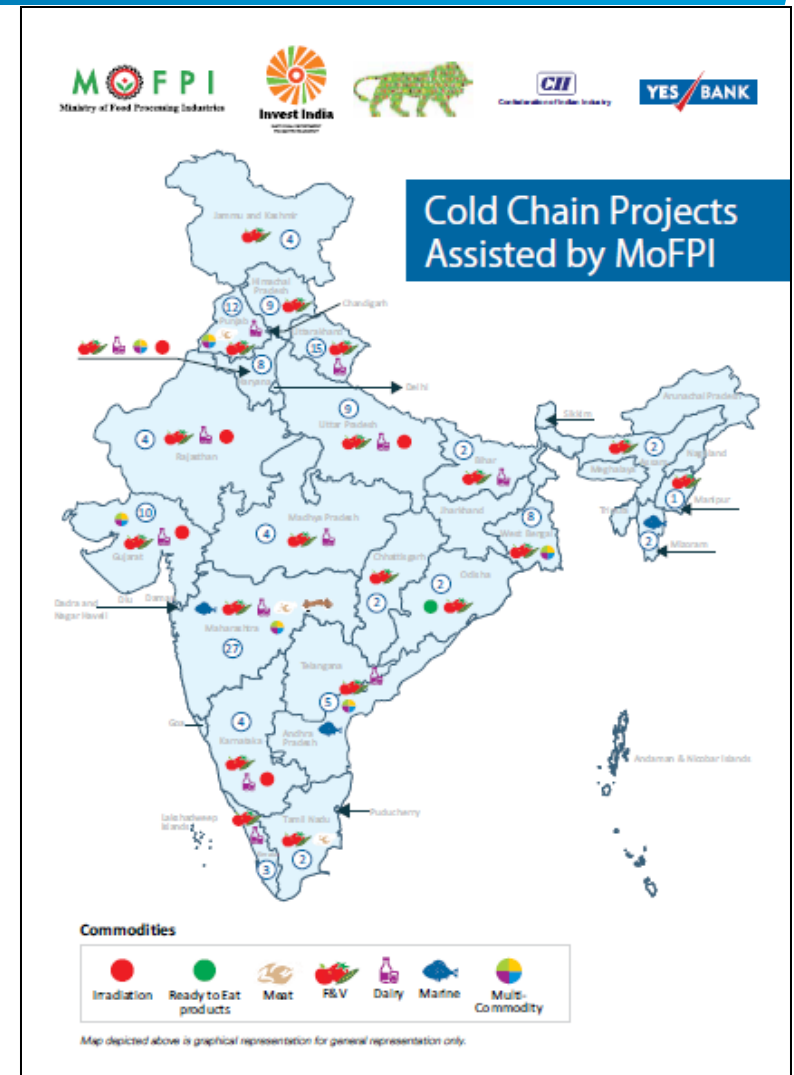 MOFPI
Ministry of Food Processing Industries
Invest India
CII
Confederation of Indian Industry
YES BANK
Cold Chain Projects
Assisted by MoFPI
Jammu and Kashmir
4
Himachal
Pradesh
12
9
Punjab
Chandigarh
Uttarakhand
15
8
Haryana
Delhi
9
Uttar Pradesh
Sikkim
Arunachal Pradesh
4
Rajasthan
2
Bihar
2
Assam
Nagaland
Meghalaya
10
Gujarat
4
Madhya Pradesh
Jharkhand
8
West Bengal
1
Manipur
2
Mizoram
Chhattisgarh
2
Odisha
2
Dadra and
Nagar Haveli
Diu
Daman
Maharashtra
27
Telangana
5
Goa
4
Karnataka
Andhra
Pradesh
Andaman & Nicobar Islands
Lakshadweep
Islands
Tamil Nadu
Puducherry
3
2
Commodities
Irradiation
Ready to Eat
products
Meat
F&V
Dairy
Marine
Multi-
Commodity
Map depicted above is graphical representation for general representation only.